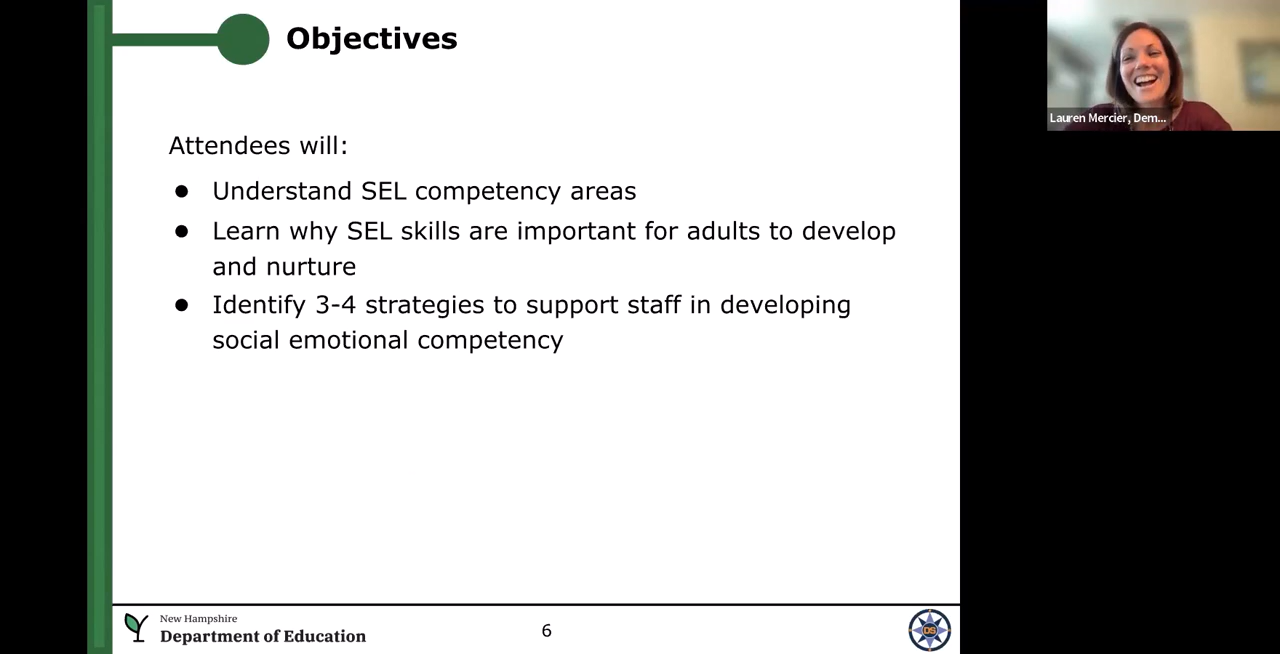 Objectives
Lauren Mercier, Dem...
Attendees will:
● Understand SEL competency areas
● Learn why SEL skills are important for adults to develop
and nurture
● Identify 3-4 strategies to support staff in developing
social emotional competency
New Hampshire
Department of Education
6
DS